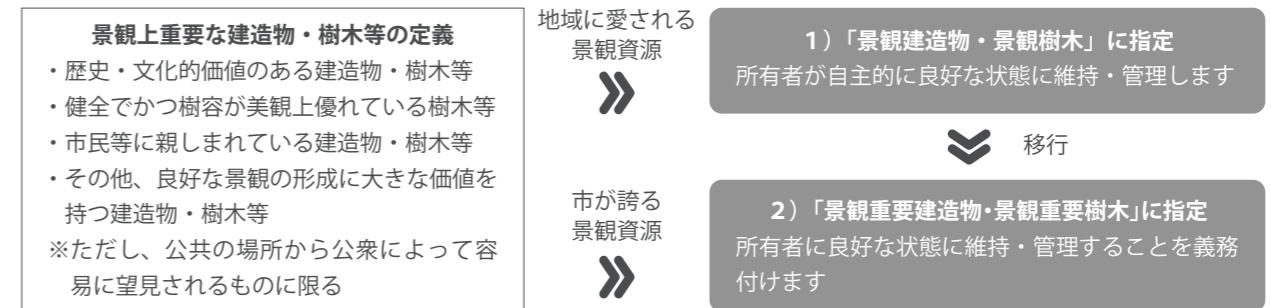 景観上重要な建造物・樹木等の定義
・歴史・文化的価値のある建造物・樹木等
・健全でかつ樹容が美観上優れている樹木等
・市民等に親しまれている建造物・樹木等
・その他、良好な景観の形成に大きな価値を
持つ建造物・樹木等
※ただし、公共の場所から公衆によって容
易に望見されるものに限る
地域に愛される
景観資源
1）「景観建造物・景観樹木」に指定
所有者が自主的に良好な状態に維持・管理します
移行
市が誇る
景観資源
2）「景観重要建造物・景観重要樹木」に指定
所有者に良好な状態に維持・管理することを義務
付けます